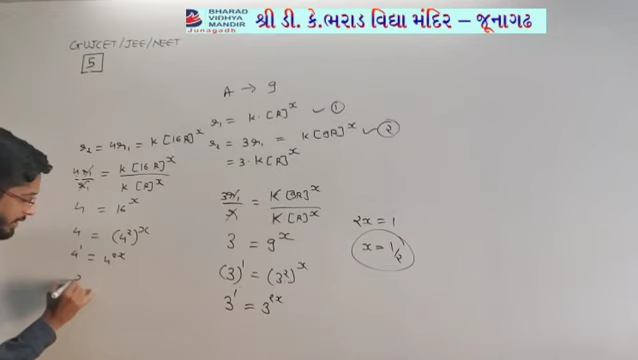 BHARAD
VIDHYA
MANDIR
Junagadh
શ્રી ડી. કે.ભરાડ વિદ્યા મંદિર – જૂનાગઢ
GUJCET/JEE/NEET
5
A → 9
r₁ = K·[A]^x ✓ ①
r₂ = 4r₁ = K[16A]^x
r₂ = 3r₁ = K[9A]^x ✓ ②
= 3·K[A]^x
4r₁/r₁ = K[16A]^x / K[A]^x
4 = 16^x
4 = (4²)^x
4¹ = 4^2x
3r₁/r₁ = K[9A]^x / K[A]^x
3 = 9^x
(3)¹ = (3²)^x
3¹ = 3^2x
2x = 1
x = 1/2